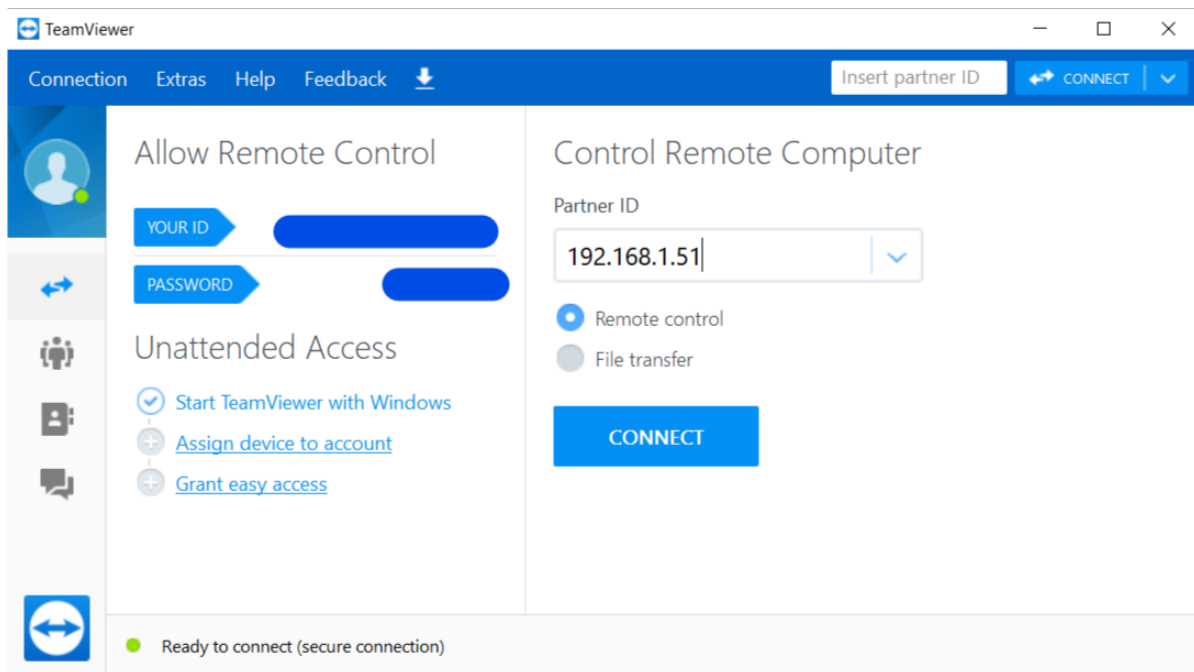 TeamViewer
Connection Extras Help Feedback Insert partner ID CONNECT
Allow Remote Control
YOUR ID
PASSWORD
Unattended Access
Start TeamViewer with Windows
Assign device to account
Grant easy access
Control Remote Computer
Partner ID
192.168.1.51
Remote control
File transfer
CONNECT
Ready to connect (secure connection)